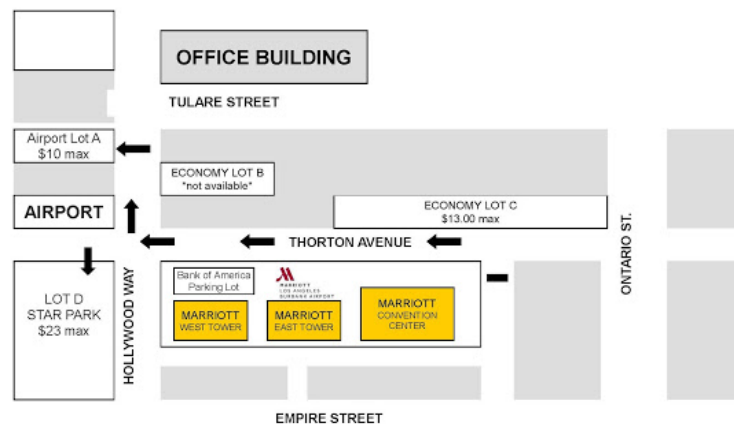 OFFICE BUILDING
TULARE STREET
Airport Lot A
$10 max
ECONOMY LOT B
*not available*
AIRPORT
ECONOMY LOT C
$13.00 max
THORTON AVENUE
ONTARIO ST.
HOLLYWOOD WAY
LOT D
STAR PARK
$23 max
Bank of America
Parking Lot
MARRIOTT
LOS ANGELES
BURBANK AIRPORT
MARRIOTT
WEST TOWER
MARRIOTT
EAST TOWER
MARRIOTT
CONVENTION
CENTER
EMPIRE STREET